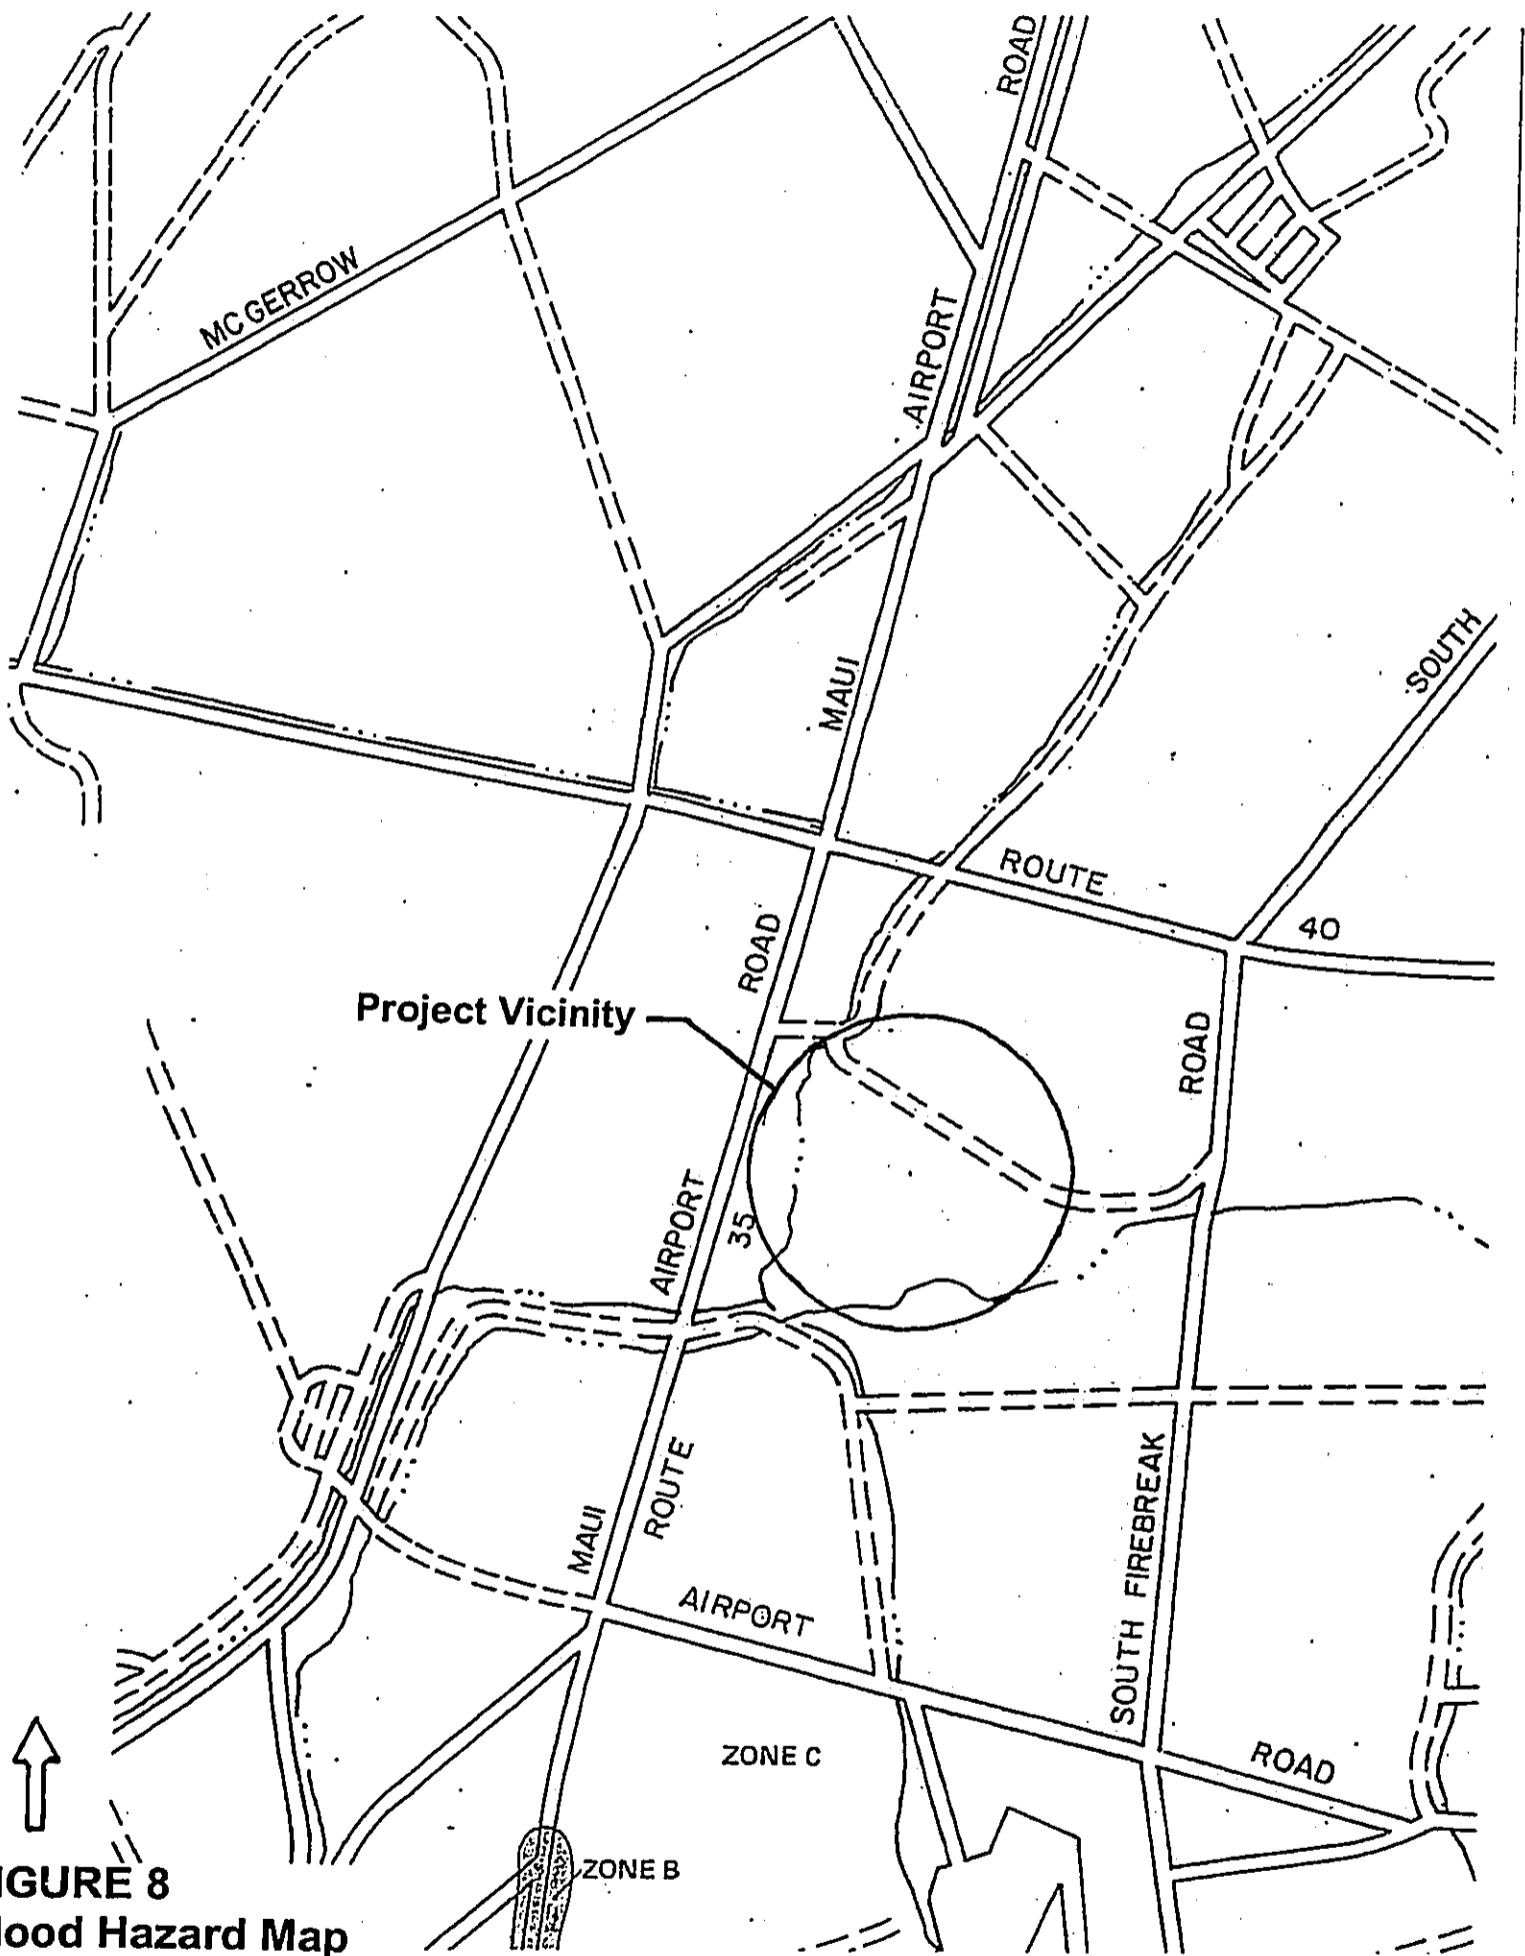 ROAD
MC GERROW
AIRPORT
SOUTH
MAUI
ROUTE
40
ROAD
Project Vicinity
ROAD
AIRPORT
35
ROUTE
MAUI
SOUTH FIREBREAK
AIRPORT
ZONE C
ROAD
ZONE B
IGURE 8
lood Hazard Map